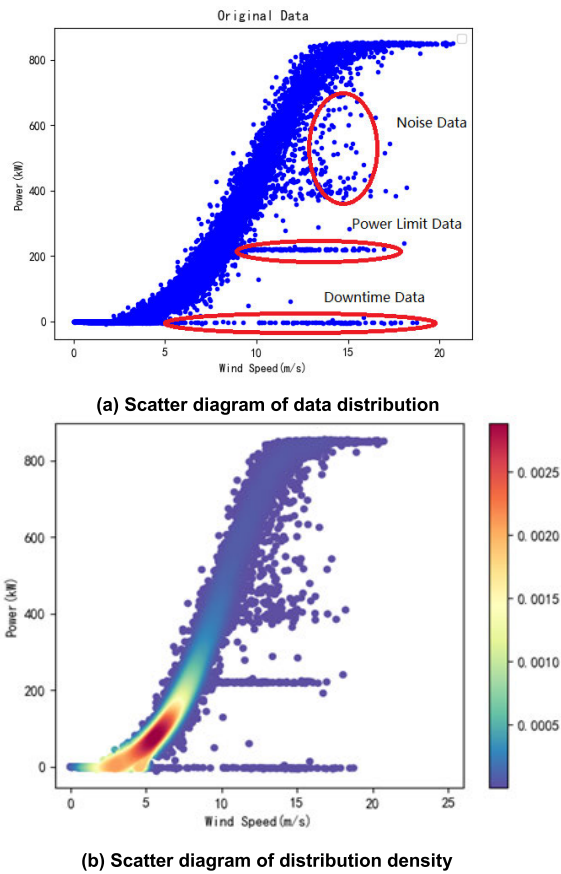 Original Data
800
600
400
200
0
Power(kW)
Noise Data
Power Limit Data
Downtime Data
0 5 10 15 20
Wind Speed(m/s)
(a) Scatter diagram of data distribution
800
600
400
200
0
Power(kW)
0 5 10 15 20 25
Wind Speed(m/s)
0.0025
0.0020
0.0015
0.0010
0.0005
(b) Scatter diagram of distribution density